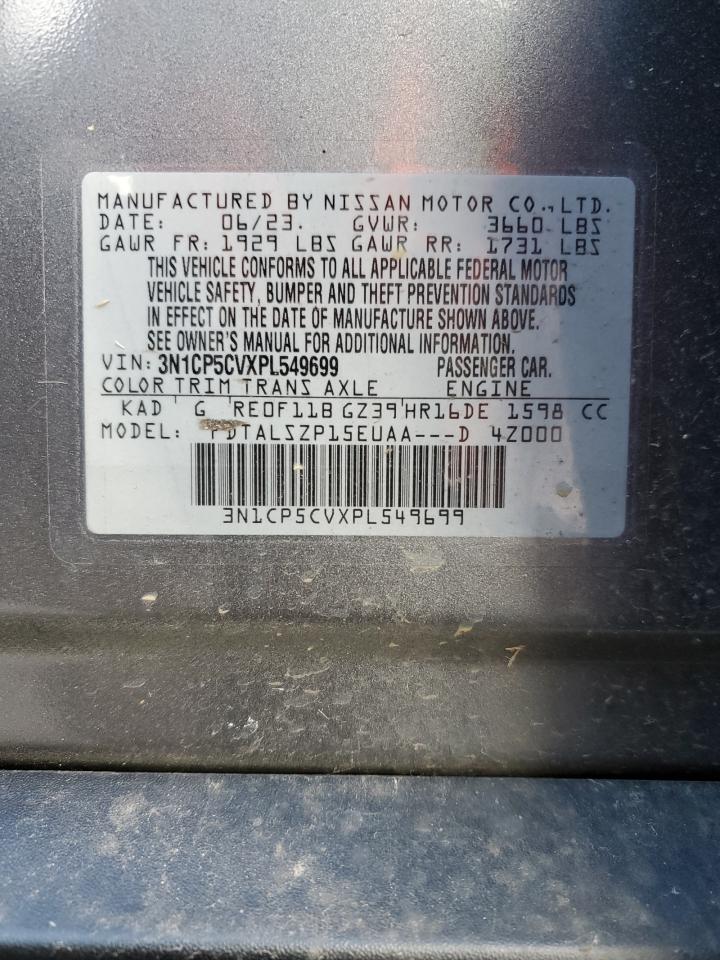 MANUFACTURED BY NISSAN MOTOR CO.,LTD.
DATE: 06/23. GVWR: 3660 LBS
GAWR FR: 1929 LBS GAWR RR: 1731 LBS
THIS VEHICLE CONFORMS TO ALL APPLICABLE FEDERAL MOTOR
VEHICLE SAFETY, BUMPER AND THEFT PREVENTION STANDARDS
IN EFFECT ON THE DATE OF MANUFACTURE SHOWN ABOVE.
SEE OWNER'S MANUAL FOR ADDITIONAL INFORMATION.
VIN: 3N1CP5CVXPL549699 PASSENGER CAR.
COLOR TRIM TRANS AXLE ENGINE
KAD G RE0F11B GZ39 HR16DE 1598 CC
MODEL: PDTALSZP15EUAA---D 4Z000
3N1CP5CVXPL549699